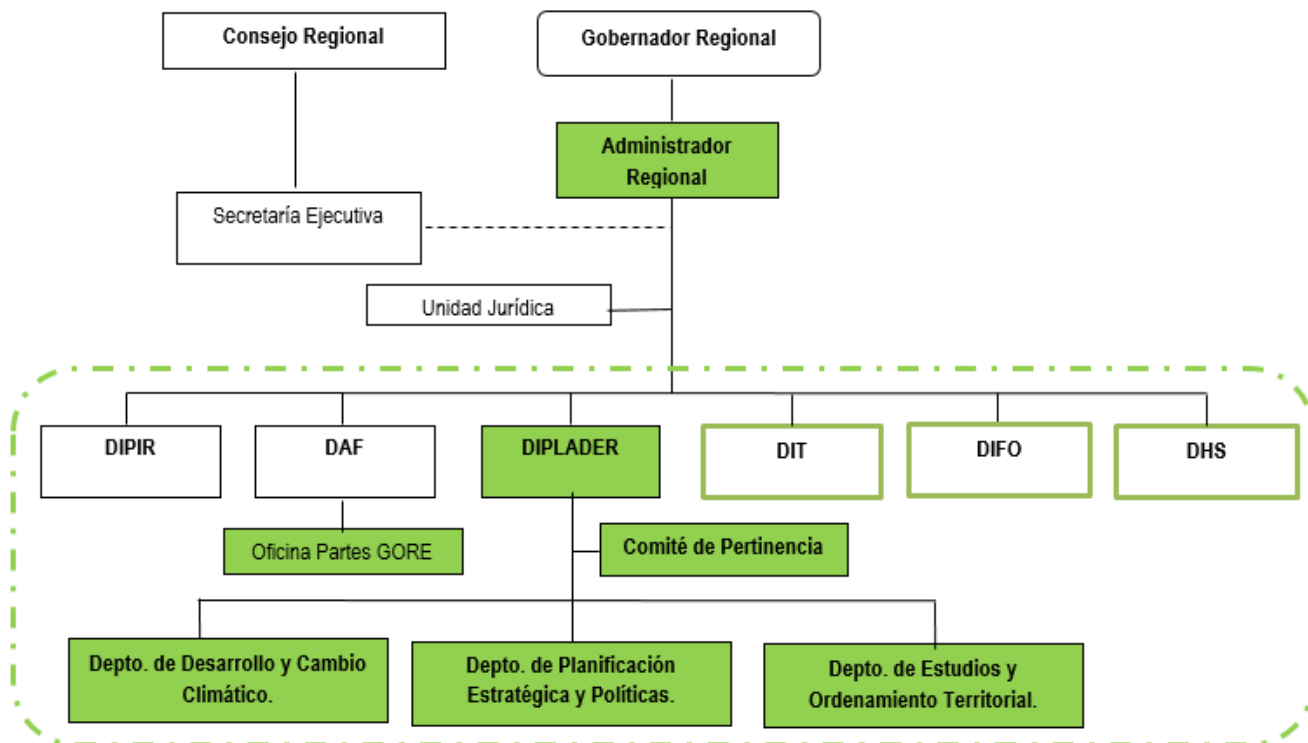 Consejo Regional
Gobernador Regional
Administrador
Regional
Secretaría Ejecutiva
Unidad Jurídica
DIPIR
DAF
DIPLADER
DIT
DIFO
DHS
Oficina Partes GORE
Comité de Pertinencia
Depto. de Desarrollo y Cambio
Climático.
Depto. de Planificación
Estratégica y Políticas.
Depto. de Estudios y
Ordenamiento Territorial.